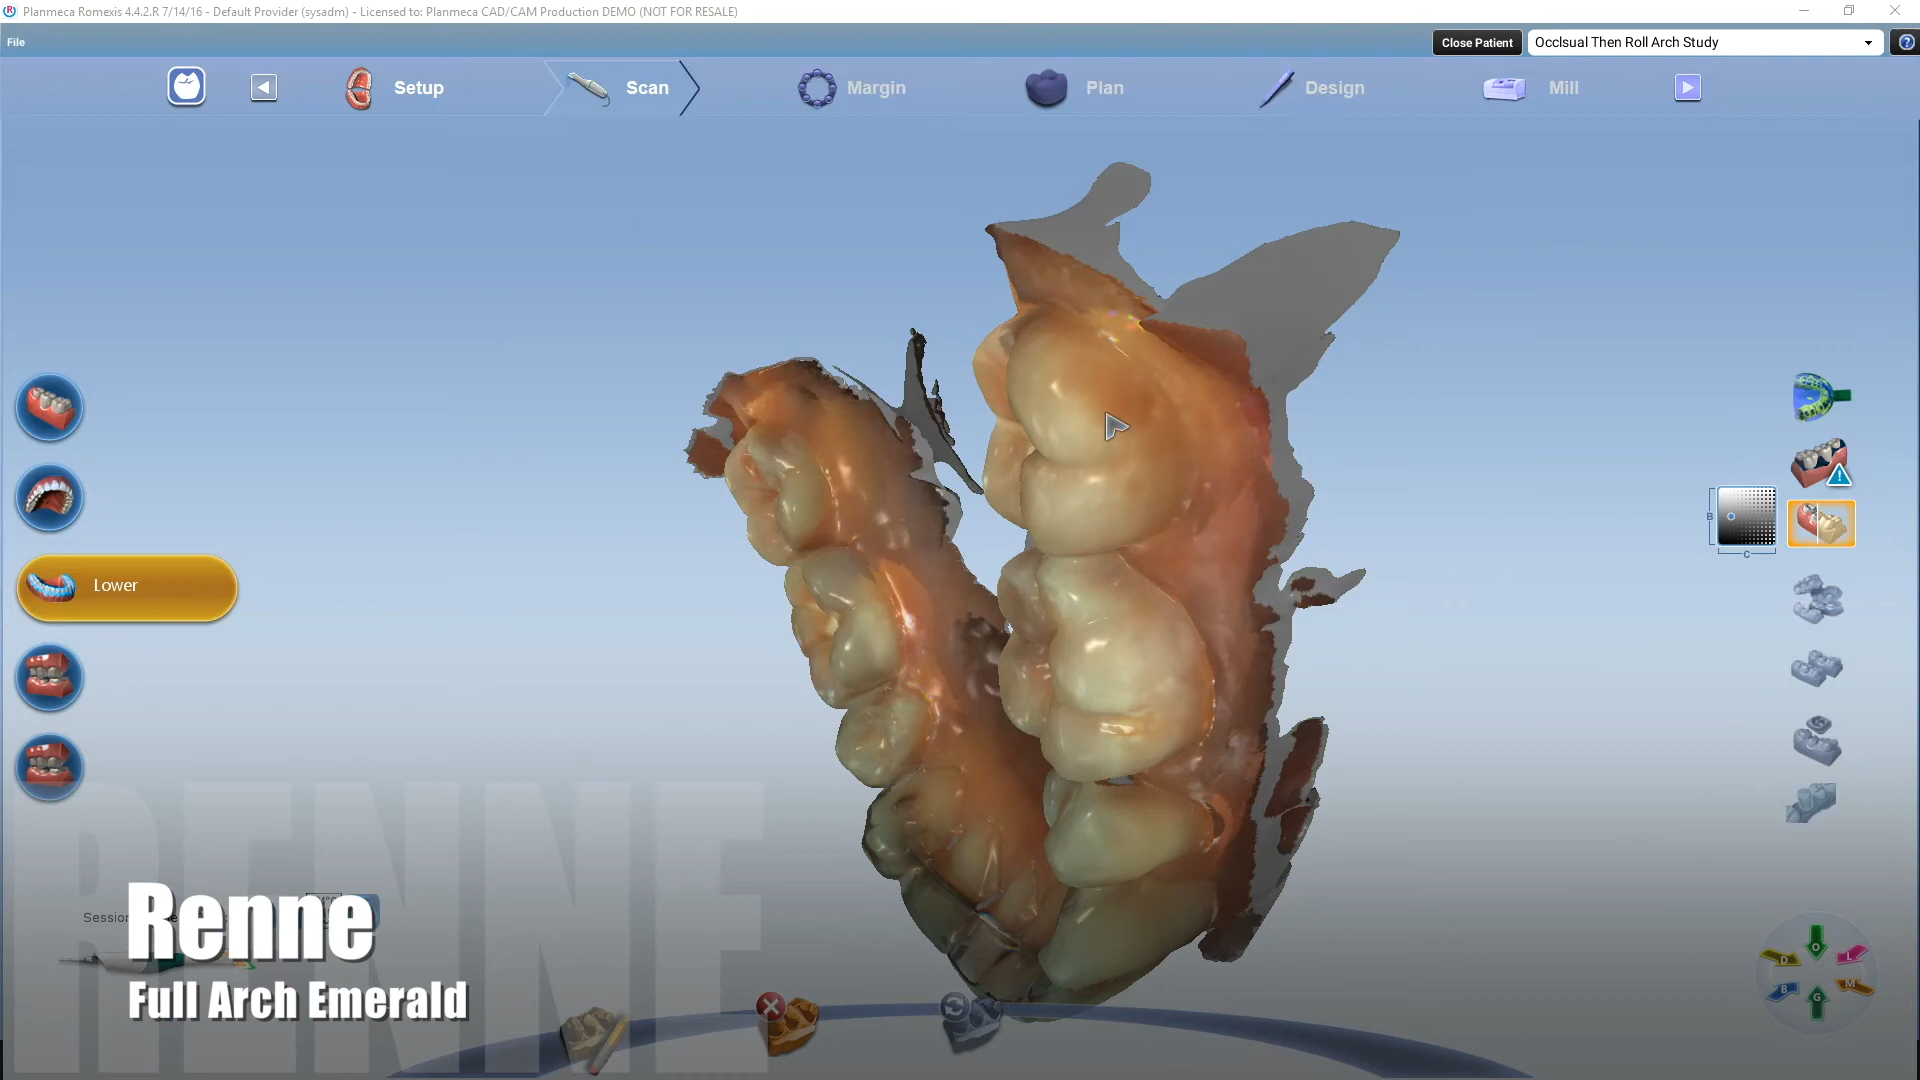 Planmeca Romexis 4.4.2.R 7/14/16 - Default Provider (sysadm) - Licensed to: Planmeca CAD/CAM Production DEMO (NOT FOR RESALE)
File
Close Patient
Occlsual Then Roll Arch Study
Setup
Scan
Margin
Plan
Design
Mill
Lower
B
C
RENNE
Renne
Full Arch Emerald
O
D
L
B
M
G